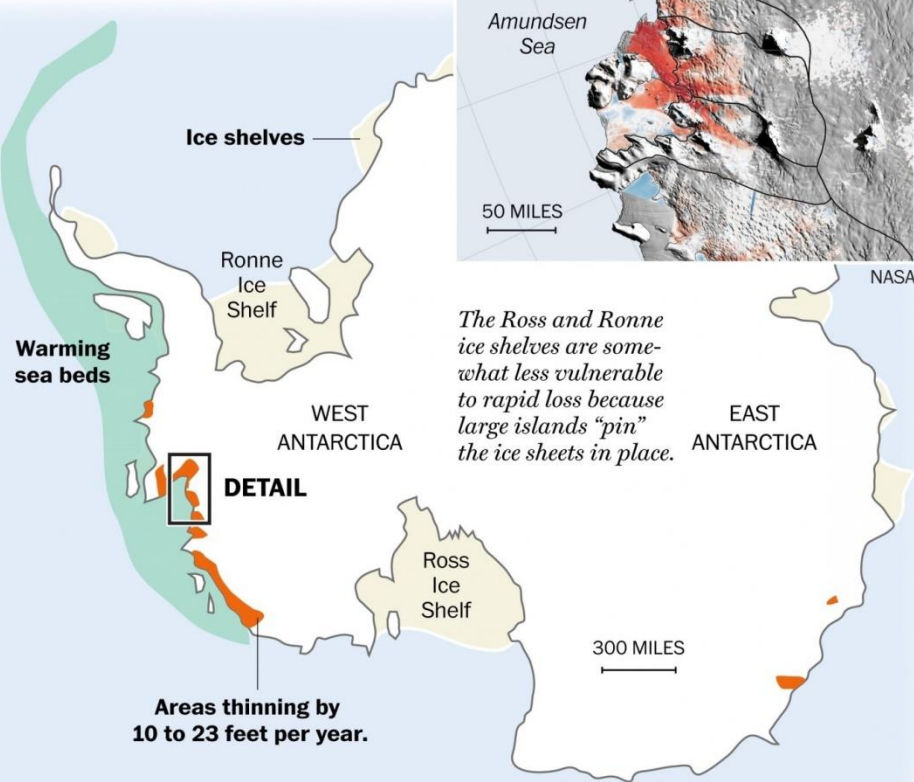 Amundsen
Sea
50 MILES
NASA
Ice shelves
Ronne
Ice
Shelf
Warming
sea beds
The Ross and Ronne
ice shelves are some-
what less vulnerable
to rapid loss because
large islands “pin”
the ice sheets in place.
WEST
ANTARCTICA
EAST
ANTARCTICA
DETAIL
Ross
Ice
Shelf
300 MILES
Areas thinning by
10 to 23 feet per year.